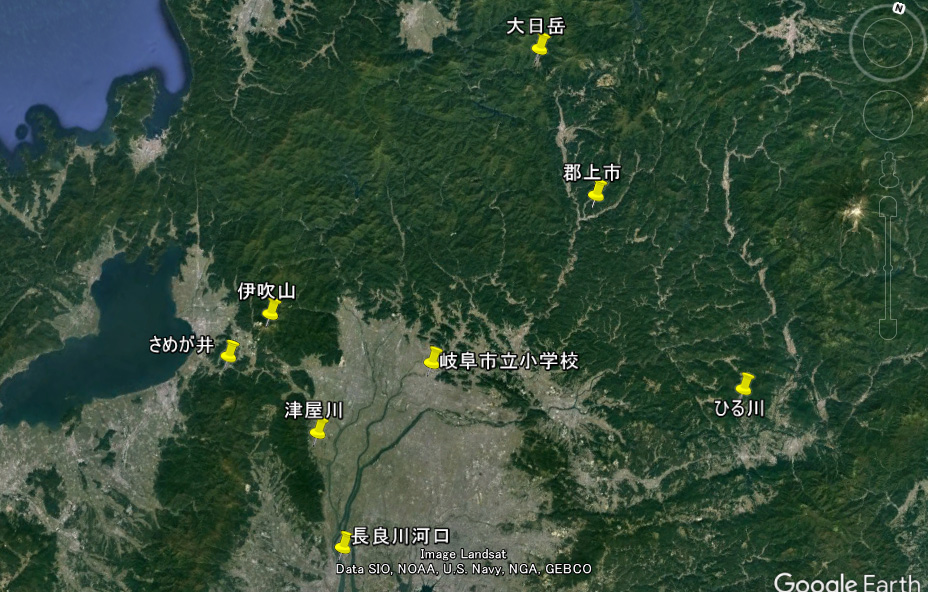 大日岳
N
郡上市
伊吹山
さめが井
岐阜市立小学校
津屋川
ひる川
長良川河口
Image Landsat
Data SIO, NOAA, U.S. Navy, NGA, GEBCO
Google Earth